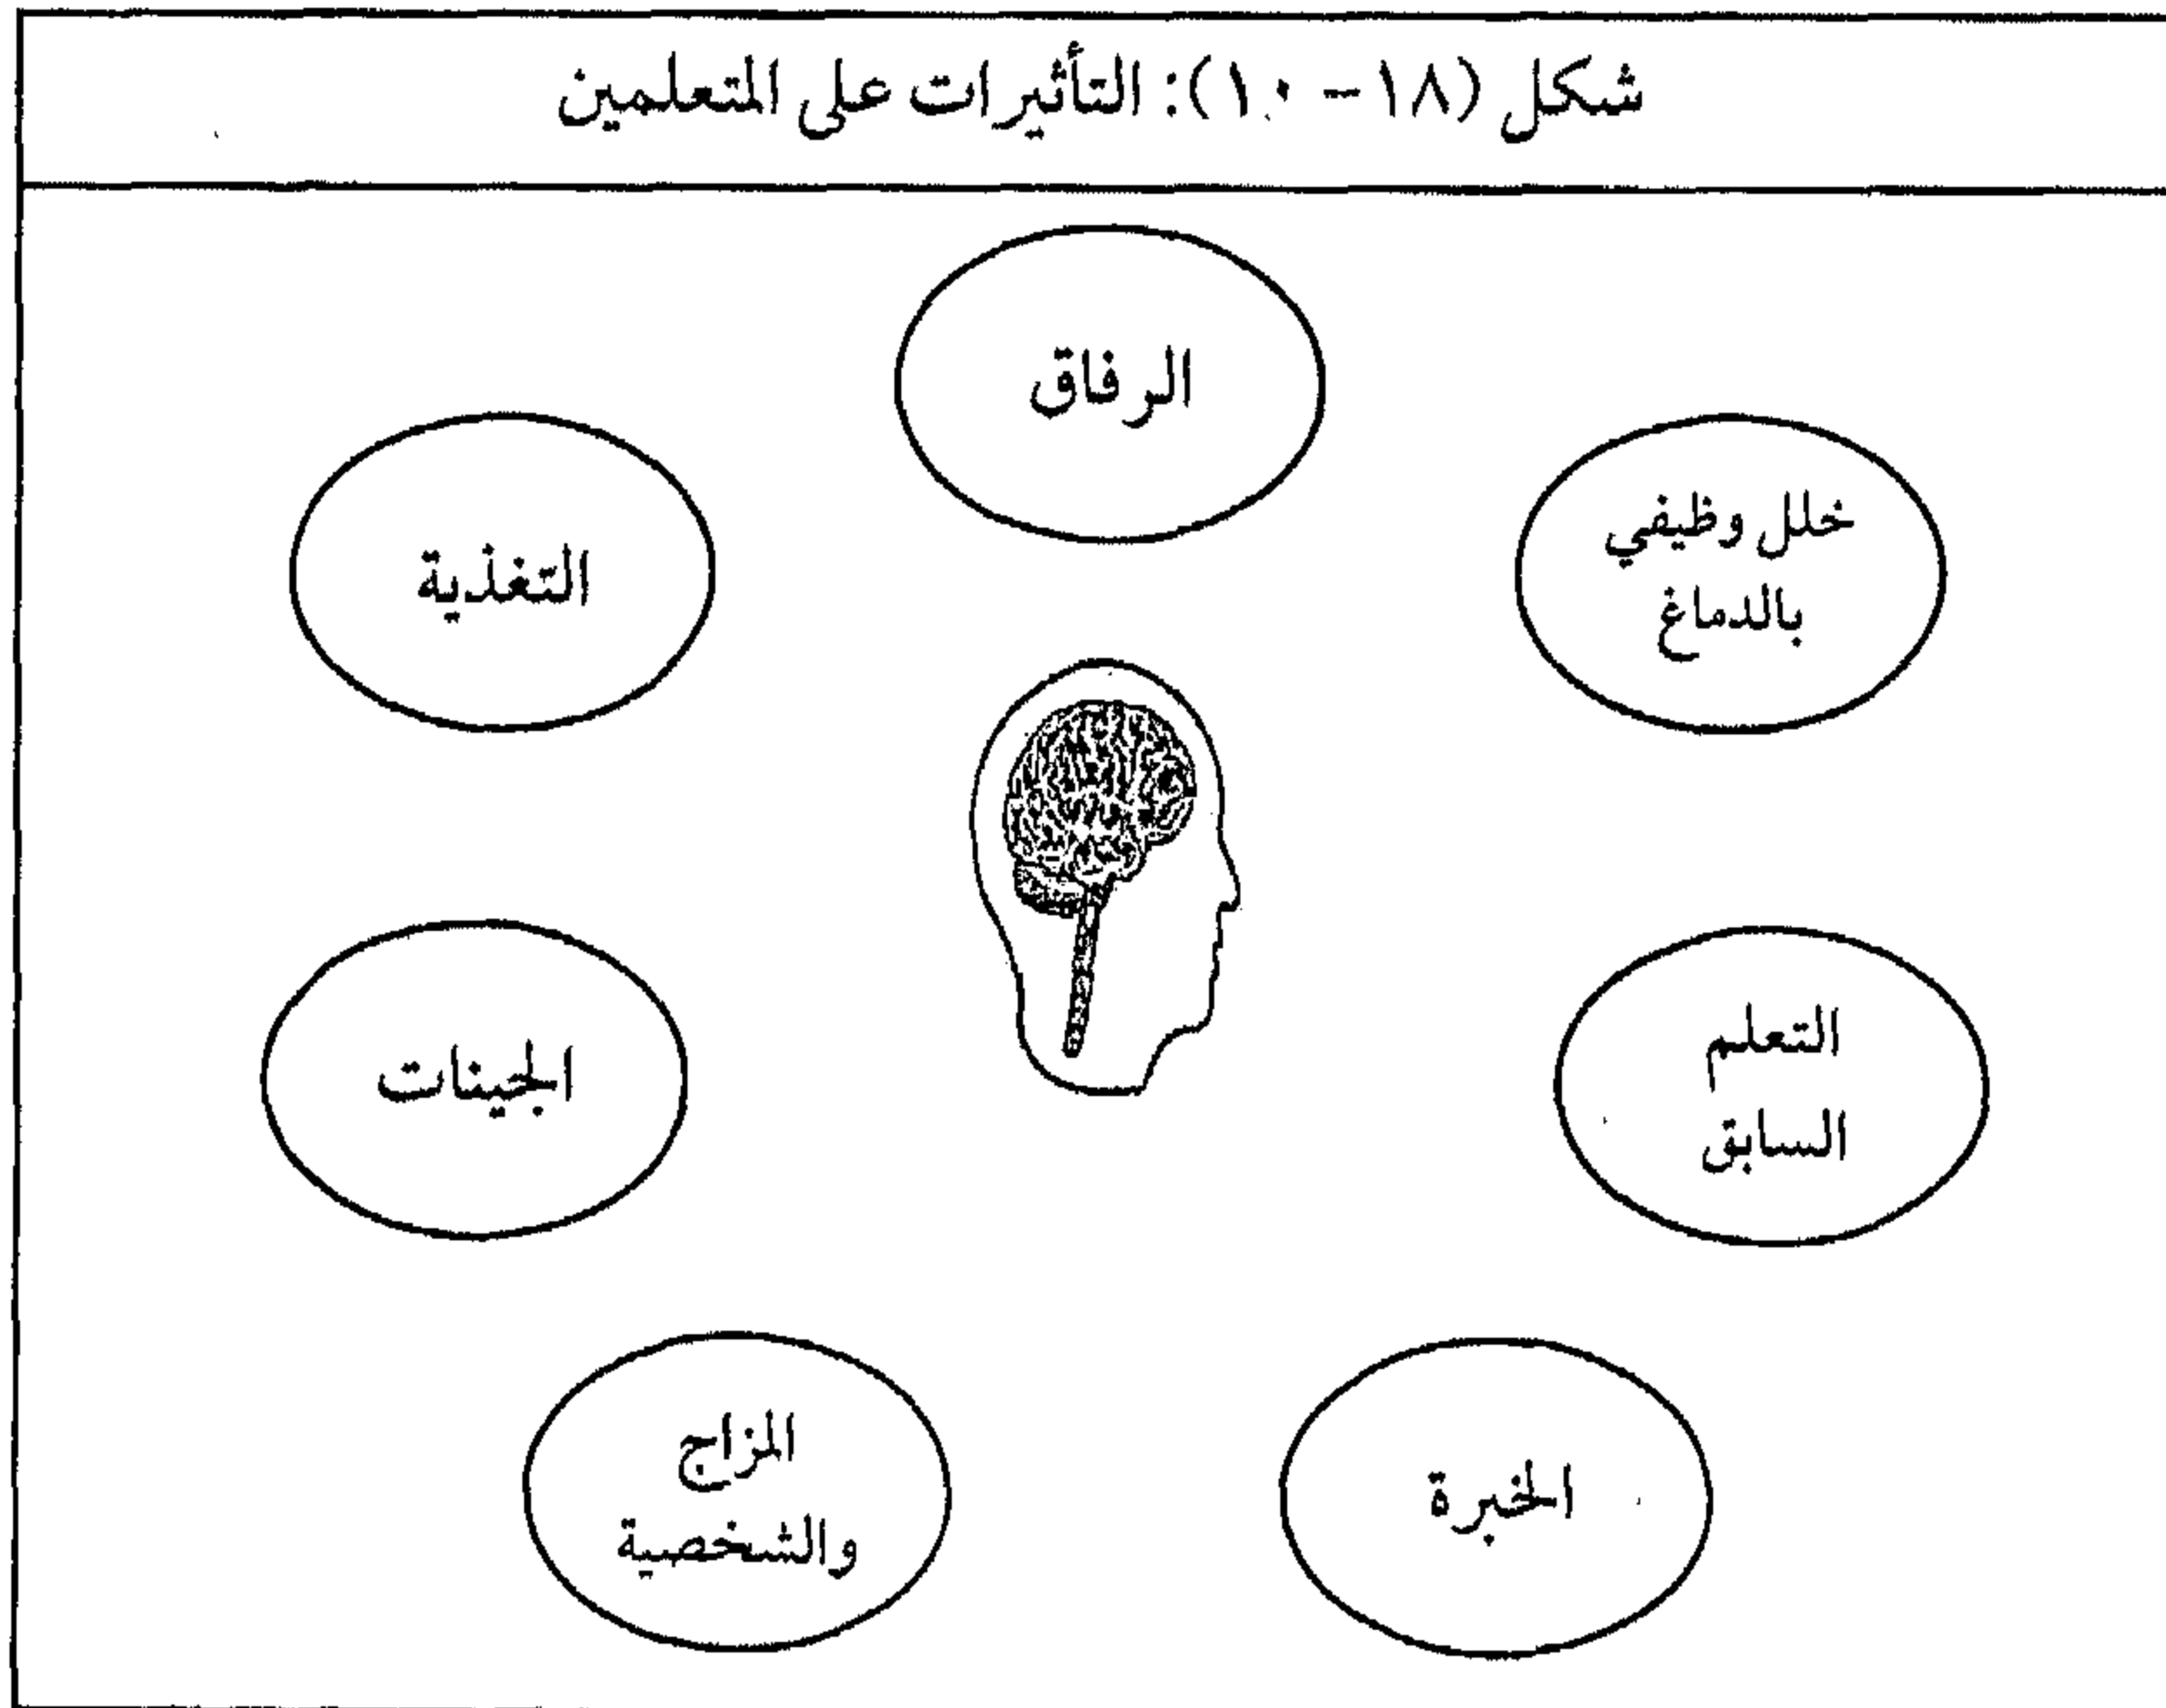 شكل (١٨ – ١٠): التأثيرات على المتعلمين
الرفاق
خلل وظيفي
بالدماغ
التغذية
التعلم
السابق
الجينات
الخبرة
المزاج
والشخصية